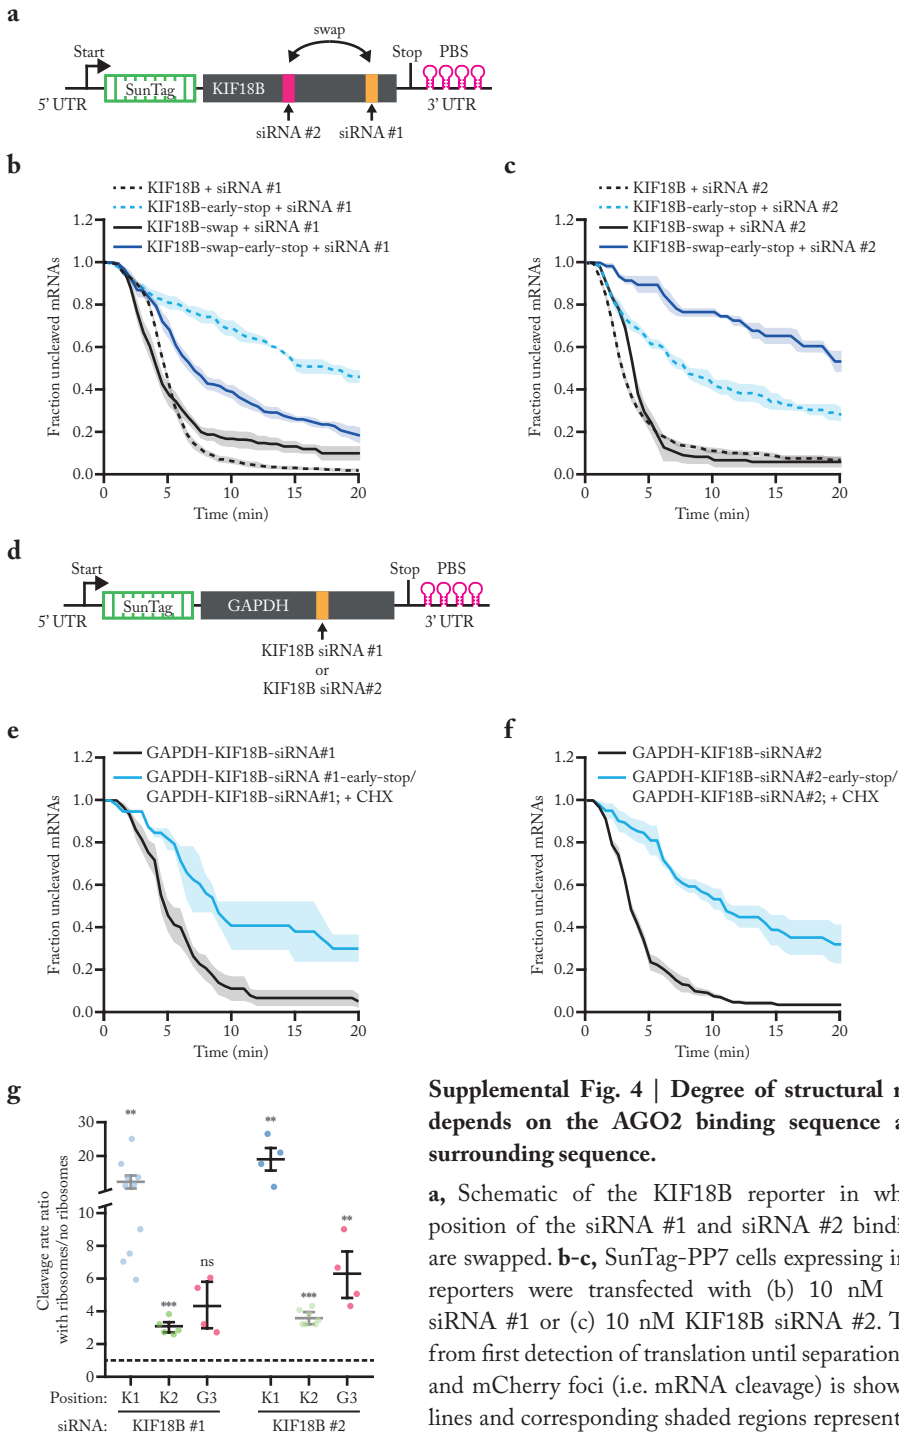 a
swap
Start
Stop
PBS
SunTag
KIF18B
5' UTR
3' UTR
siRNA #2
siRNA #1
b
KIF18B + siRNA #1
KIF18B-early-stop + siRNA #1
KIF18B-swap + siRNA #1
KIF18B-swap-early-stop + siRNA #1
Fraction uncleaved mRNAs
1.2
1.0
0.8
0.6
0.4
0.2
0.0
0
5
10
15
20
Time (min)
c
KIF18B + siRNA #2
KIF18B-early-stop + siRNA #2
KIF18B-swap + siRNA #2
KIF18B-swap-early-stop + siRNA #2
Fraction uncleaved mRNAs
1.2
1.0
0.8
0.6
0.4
0.2
0.0
0
5
10
15
20
Time (min)
d
Start
Stop
PBS
SunTag
GAPDH
5' UTR
3' UTR
KIF18B siRNA #1
or
KIF18B siRNA#2
e
GAPDH-KIF18B-siRNA#1
GAPDH-KIF18B-siRNA #1-early-stop/
GAPDH-KIF18B-siRNA#1; + CHX
Fraction uncleaved mRNAs
1.2
1.0
0.8
0.6
0.4
0.2
0.0
0
5
10
15
20
Time (min)
f
GAPDH-KIF18B-siRNA#2
GAPDH-KIF18B-siRNA#2-early-stop/
GAPDH-KIF18B-siRNA#2; + CHX
Fraction uncleaved mRNAs
1.2
1.0
0.8
0.6
0.4
0.2
0.0
0
5
10
15
20
Time (min)
g
Cleavage rate ratio
with ribosomes/no ribosomes
30
20
10
8
6
4
2
0
**
***
ns
**
***
**
Position: K1 K2 G3 K1 K2 G3
siRNA: KIF18B #1 KIF18B #2
Supplemental Fig. 4 | Degree of structural r
depends on the AGO2 binding sequence a
surrounding sequence.
a, Schematic of the KIF18B reporter in wh
position of the siRNA #1 and siRNA #2 bindi
are swapped. b-c, SunTag-PP7 cells expressing in
reporters were transfected with (b) 10 nM
siRNA #1 or (c) 10 nM KIF18B siRNA #2. T
from first detection of translation until separation
and mCherry foci (i.e. mRNA cleavage) is show
lines and corresponding shaded regions represent